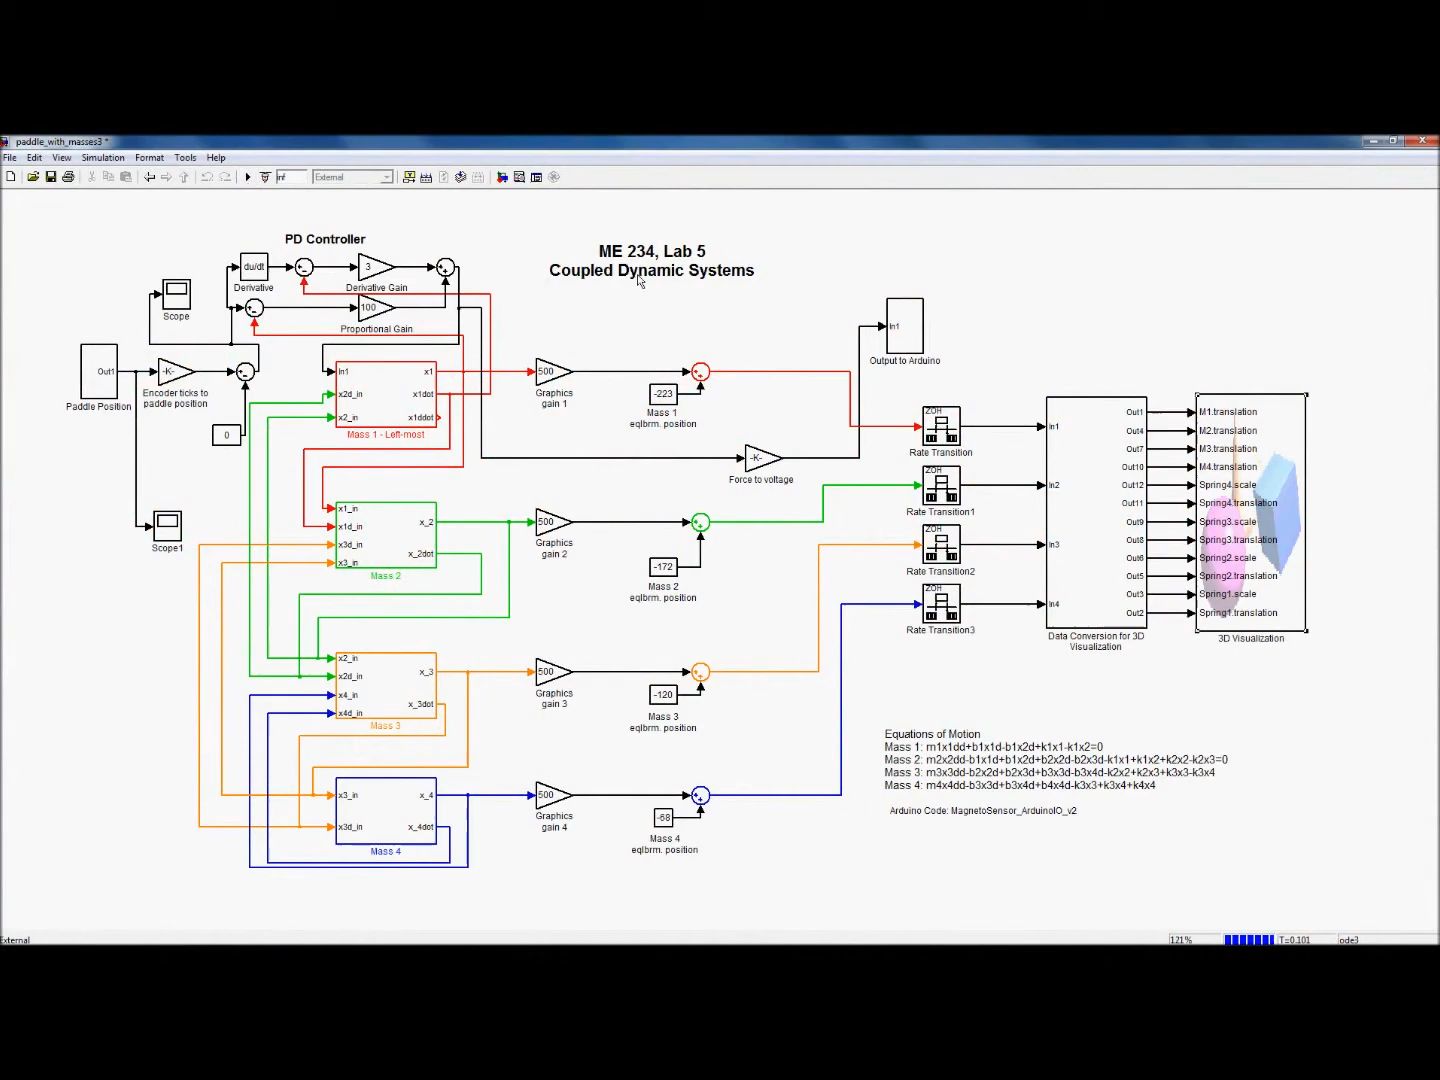 paddle_with_masses3 *
File Edit View Simulation Format Tools Help
inf External
PD Controller
ME 234, Lab 5
Coupled Dynamic Systems
du/dt
3
Derivative
Derivative Gain
100
Proportional Gain
Scope
Out1
Paddle Position
-K-
Encoder ticks to
paddle position
0
Scope1
In1
x2d_in
x2_in
x1
x1dot
x1ddot
Mass 1 - Left-most
500
Graphics
gain 1
-223
Mass 1
eqlbrm. position
In1
Output to Arduino
-K-
Force to voltage
x1_in
x1d_in
x3d_in
x3_in
x_2
x_2dot
Mass 2
500
Graphics
gain 2
-172
Mass 2
eqlbrm. position
x2_in
x2d_in
x4_in
x4d_in
x_3
x_3dot
Mass 3
500
Graphics
gain 3
-120
Mass 3
eqlbrm. position
x3_in
x3d_in
x_4
x_4dot
Mass 4
500
Graphics
gain 4
-68
Mass 4
eqlbrm. position
ZOH
Rate Transition
ZOH
Rate Transition1
ZOH
Rate Transition2
ZOH
Rate Transition3
In1
In2
In3
In4
Out1
Out4
Out7
Out10
Out12
Out11
Out9
Out8
Out6
Out5
Out3
Out2
Data Conversion for 3D
Visualization
M1.translation
M2.translation
M3.translation
M4.translation
Spring4.scale
Spring4.translation
Spring3.scale
Spring3.translation
Spring2.scale
Spring2.translation
Spring1.scale
Spring1.translation
3D Visualization
Equations of Motion
Mass 1: m1x1dd+b1x1d-b1x2d+k1x1-k1x2=0
Mass 2: m2x2dd-b1x1d+b1x2d+b2x2d-b2x3d-k1x1+k1x2+k2x2-k2x3=0
Mass 3: m3x3dd-b2x2d+b2x3d+b3x3d-b3x4d-k2x2+k2x3+k3x3-k3x4
Mass 4: m4x4dd-b3x3d+b3x4d+b4x4d-k3x3+k3x4+k4x4
Arduino Code: MagnetoSensor_ArduinoIO_v2
External
121% T=0.101 ode3